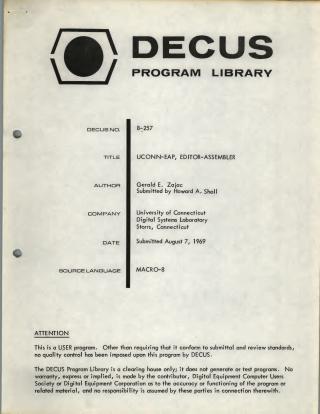 DECUS
PROGRAM LIBRARY
DECUS NO. 8-257
TITLE UCONN-EAP, EDITOR-ASSEMBLER
AUTHOR Gerald E. Zajac
Submitted by Howard A. Sholl
COMPANY University of Connecticut
Digital Systems Laboratory
Storrs, Connecticut
DATE Submitted August 7, 1969
SOURCE LANGUAGE MACRO-8
ATTENTION
This is a USER program. Other than requiring that it conform to submittal and review standards,
no quality control has been imposed upon this program by DECUS.
The DECUS Program Library is a clearing house only; it does not generate or test programs. No
warranty, express or implied, is made by the contributor, Digital Equipment Computer Users
Society or Digital Equipment Corporation as to the accuracy or functioning of the program or
related material, and no responsibility is assumed by these parties in connection therewith.